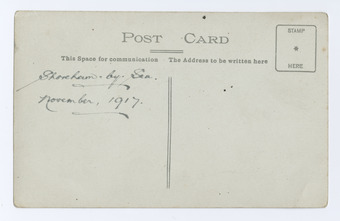 POST CARD
STAMP
HERE
This Space for communication The Address to be written here
Shoreham-by-Sea.
November, 1917.